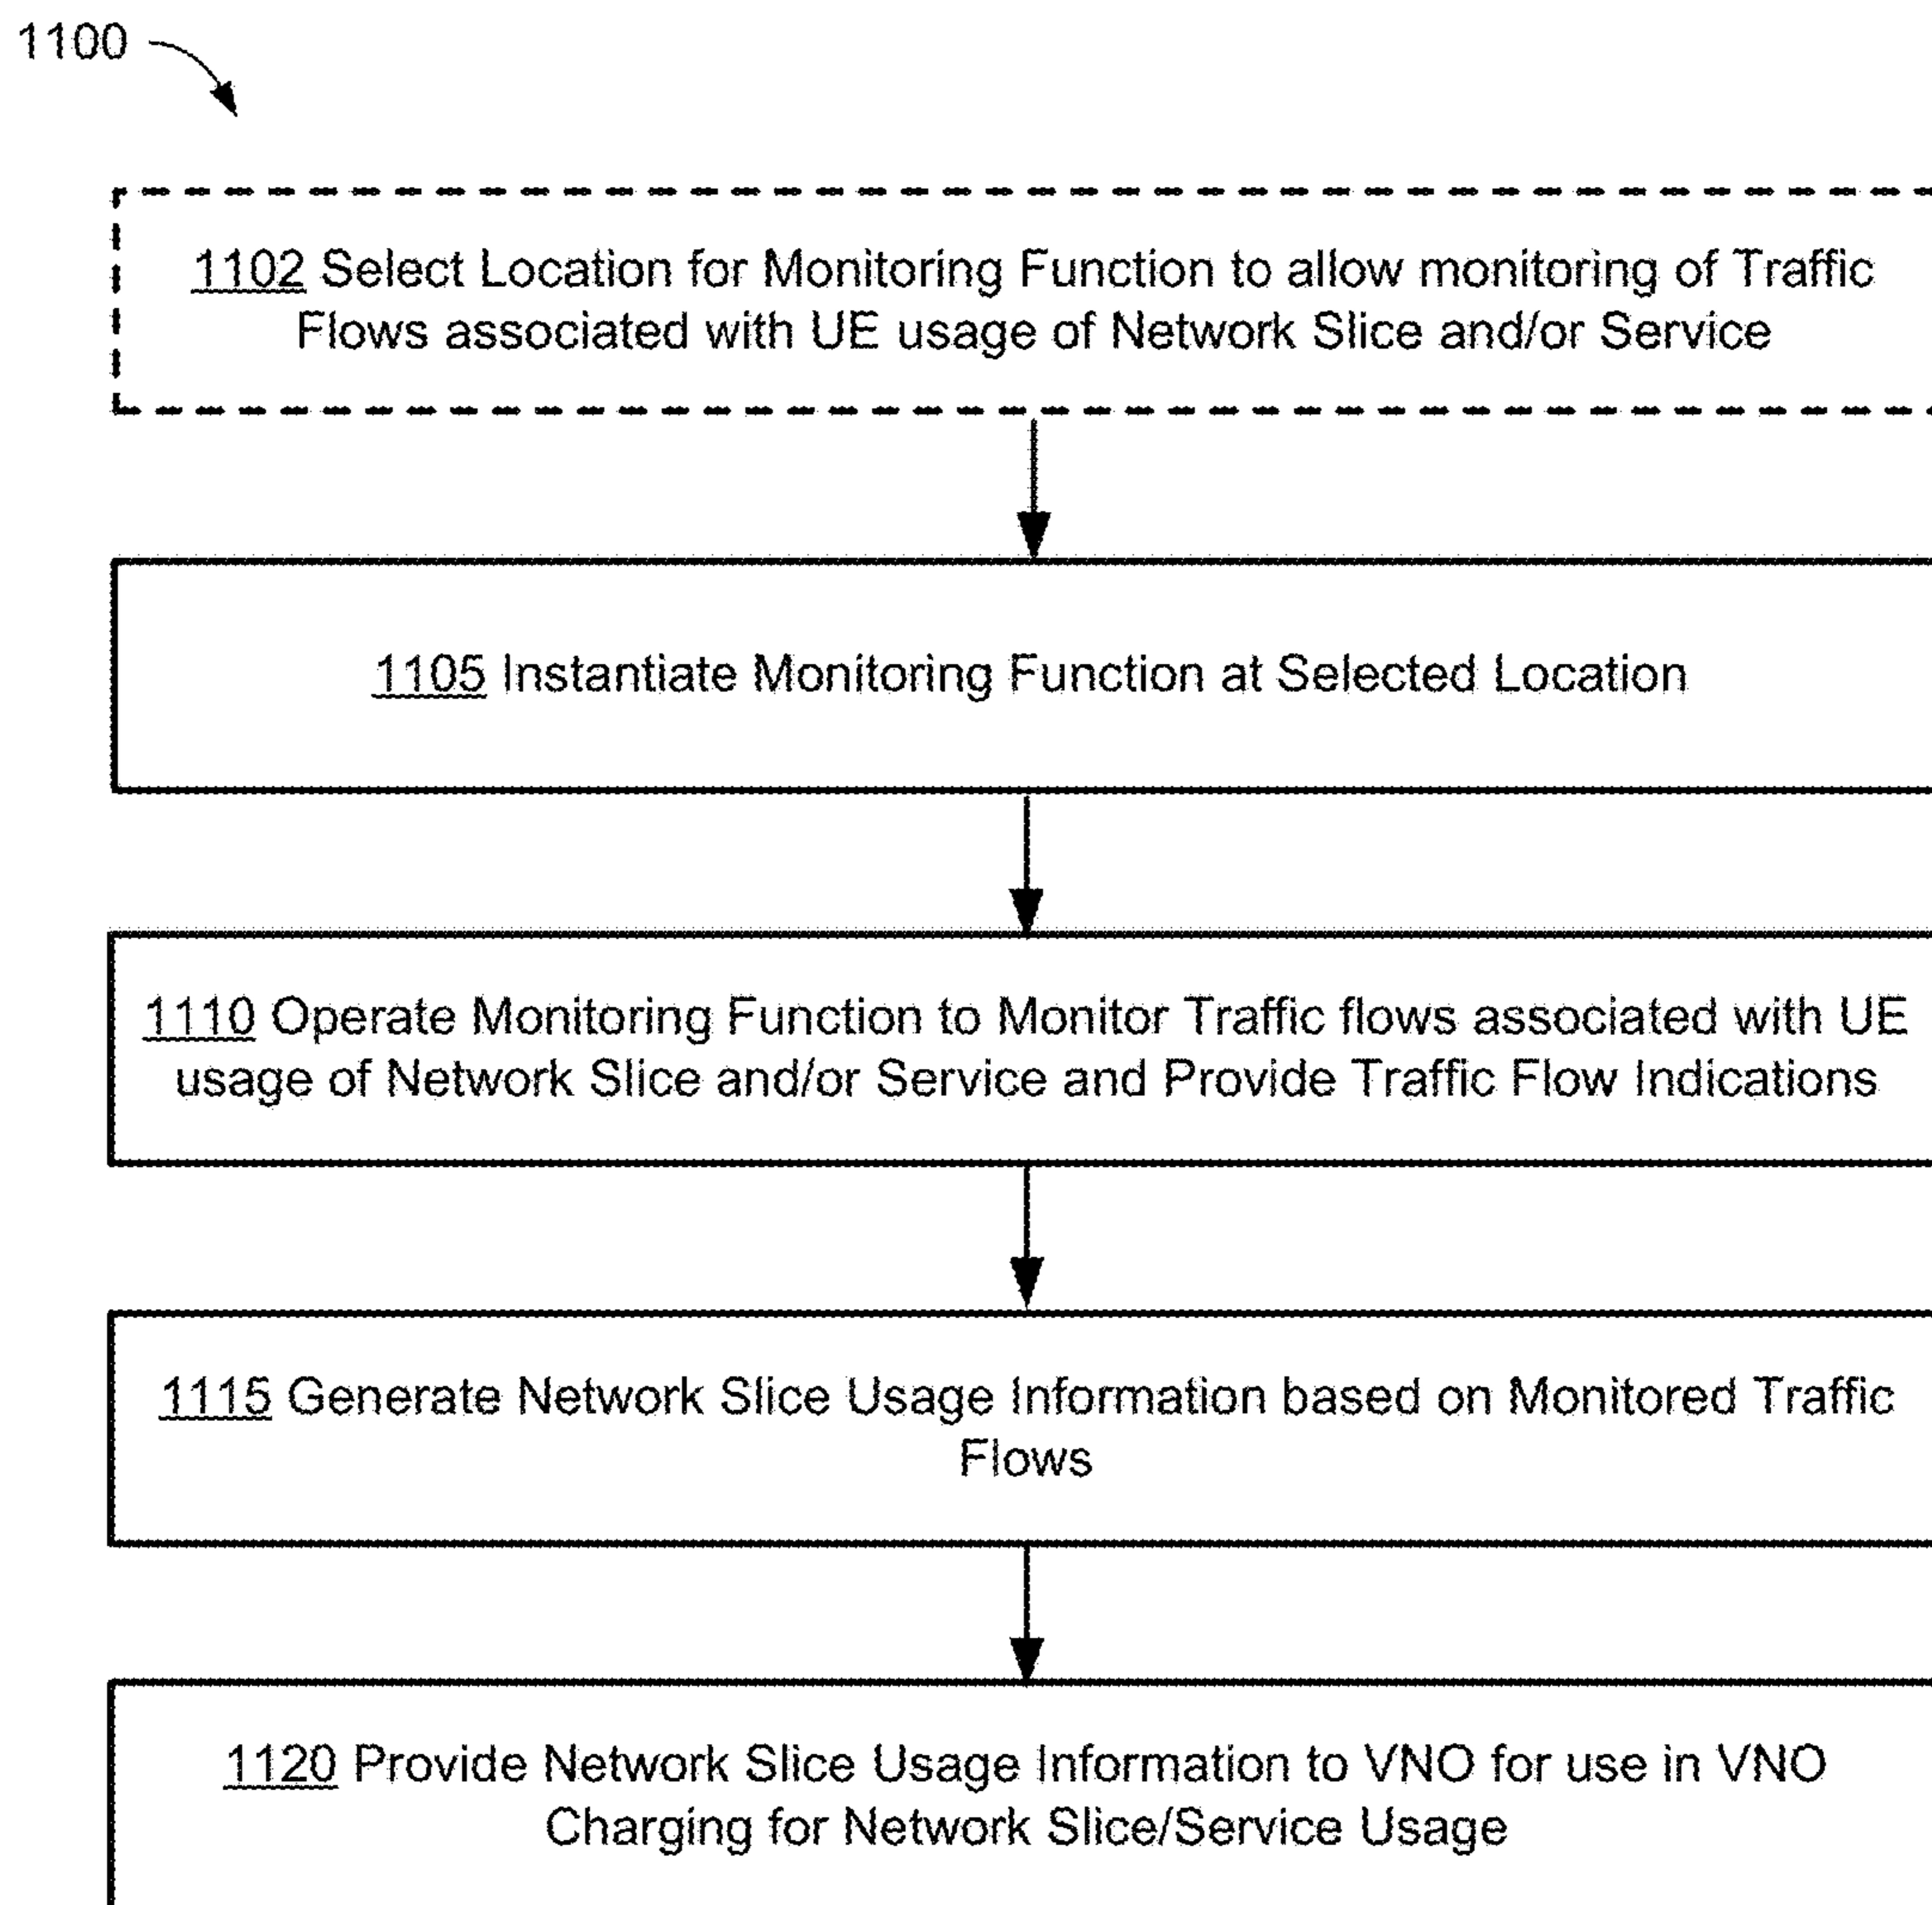 1100
1102 Select Location for Monitoring Function to allow monitoring of Traffic
Flows associated with UE usage of Network Slice and/or Service
1105 Instantiate Monitoring Function at Selected Location
1110 Operate Monitoring Function to Monitor Traffic flows associated with UE
usage of Network Slice and/or Service and Provide Traffic Flow Indications
1115 Generate Network Slice Usage Information based on Monitored Traffic
Flows
1120 Provide Network Slice Usage Information to VNO for use in VNO
Charging for Network Slice/Service Usage